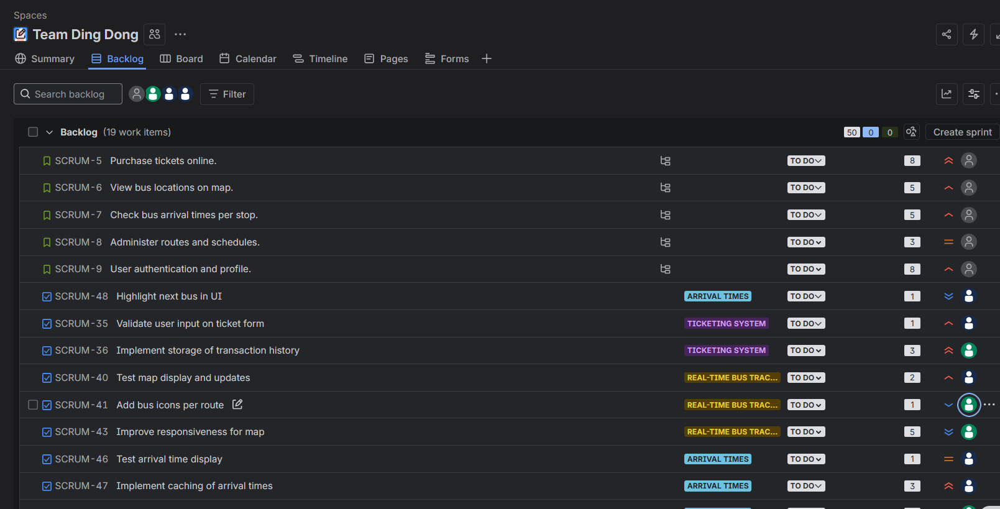 Spaces
Team Ding Dong
Summary Backlog Board Calendar Timeline Pages Forms
Search backlog Filter
Backlog (19 work items) 50 0 0 Create sprint
SCRUM-5 Purchase tickets online. TO DO 8
SCRUM-6 View bus locations on map. TO DO 5
SCRUM-7 Check bus arrival times per stop. TO DO 5
SCRUM-8 Administer routes and schedules. TO DO 3
SCRUM-9 User authentication and profile. TO DO 8
SCRUM-48 Highlight next bus in UI ARRIVAL TIMES TO DO 1
SCRUM-35 Validate user input on ticket form TICKETING SYSTEM TO DO 1
SCRUM-36 Implement storage of transaction history TICKETING SYSTEM TO DO 3
SCRUM-40 Test map display and updates REAL-TIME BUS TRAC... TO DO 2
SCRUM-41 Add bus icons per route REAL-TIME BUS TRAC... TO DO 1
SCRUM-43 Improve responsiveness for map REAL-TIME BUS TRAC... TO DO 5
SCRUM-46 Test arrival time display ARRIVAL TIMES TO DO 1
SCRUM-47 Implement caching of arrival times ARRIVAL TIMES TO DO 3